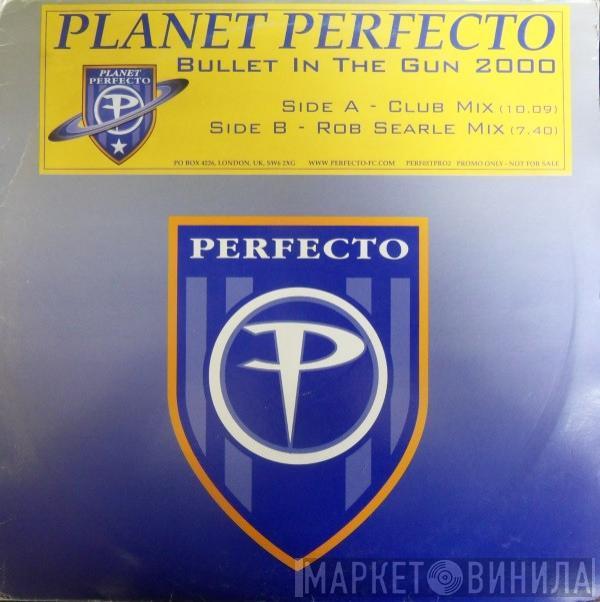 PLANET PERFECTO
BULLET IN THE GUN 2000
PLANET
PERFECTO
SIDE A - CLUB MIX (10.09)
SIDE B - ROB SEARLE MIX (7.40)
PO BOX 4226, LONDON, UK, SW6 2XG WWW.PERFECTO-FC.COM PERF03TPRO2 PROMO ONLY - NOT FOR SALE
PERFECTO
P
МАРКЕТ ВИНИЛА